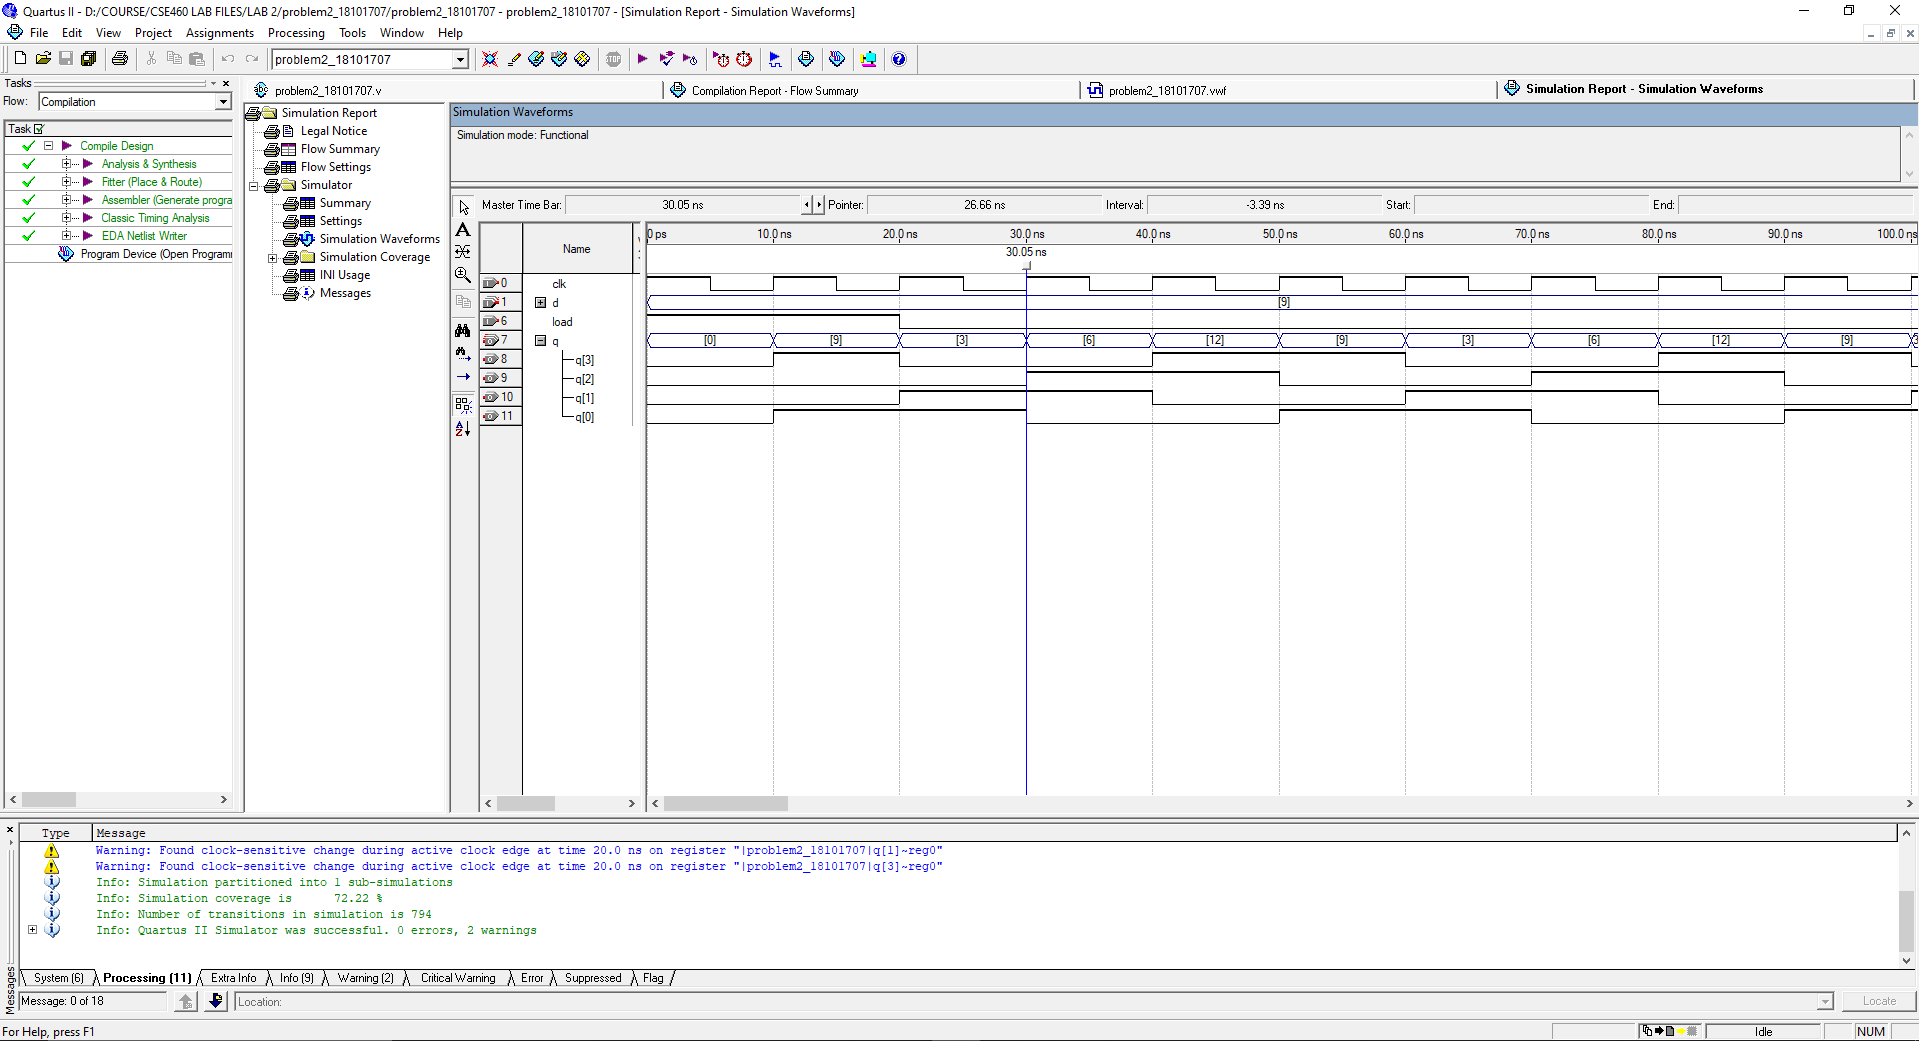 Quartus II - D:/COURSE/CSE460 LAB FILES/LAB 2/problem2_18101707/problem2_18101707 - problem2_18101707 - [Simulation Report - Simulation Waveforms]
File Edit View Project Assignments Processing Tools Window Help
problem2_18101707
Tasks
Flow: Compilation
Task
Compile Design
Analysis & Synthesis
Fitter (Place & Route)
Assembler (Generate progra
Classic Timing Analysis
EDA Netlist Writer
Program Device (Open Program
problem2_18101707.v
Compilation Report - Flow Summary
problem2_18101707.vwf
Simulation Report - Simulation Waveforms
Simulation Report
Legal Notice
Flow Summary
Flow Settings
Simulator
Summary
Settings
Simulation Waveforms
Simulation Coverage
INI Usage
Messages
Simulation Waveforms
Simulation mode: Functional
Master Time Bar: 30.05 ns Pointer: 26.66 ns Interval: -3.39 ns Start: End:
Name
0 ps 10.0 ns 20.0 ns 30.0 ns 40.0 ns 50.0 ns 60.0 ns 70.0 ns 80.0 ns 90.0 ns 100.0 ns
30.05 ns
0 clk
1 d [9]
6 load
7 q [0] [9] [3] [6] [12] [9] [3] [6] [12] [9]
8 q[3]
9 q[2]
10 q[1]
11 q[0]
Type Message
Warning: Found clock-sensitive change during active clock edge at time 20.0 ns on register "|problem2_18101707|q[1]~reg0"
Warning: Found clock-sensitive change during active clock edge at time 20.0 ns on register "|problem2_18101707|q[3]~reg0"
Info: Simulation partitioned into 1 sub-simulations
Info: Simulation coverage is 72.22 %
Info: Number of transitions in simulation is 794
Info: Quartus II Simulator was successful. 0 errors, 2 warnings
System (6) Processing (11) Extra Info Info (9) Warning (2) Critical Warning Error Suppressed Flag
Messages
Message: 0 of 18
Location:
Locate
For Help, press F1
Idle
NUM